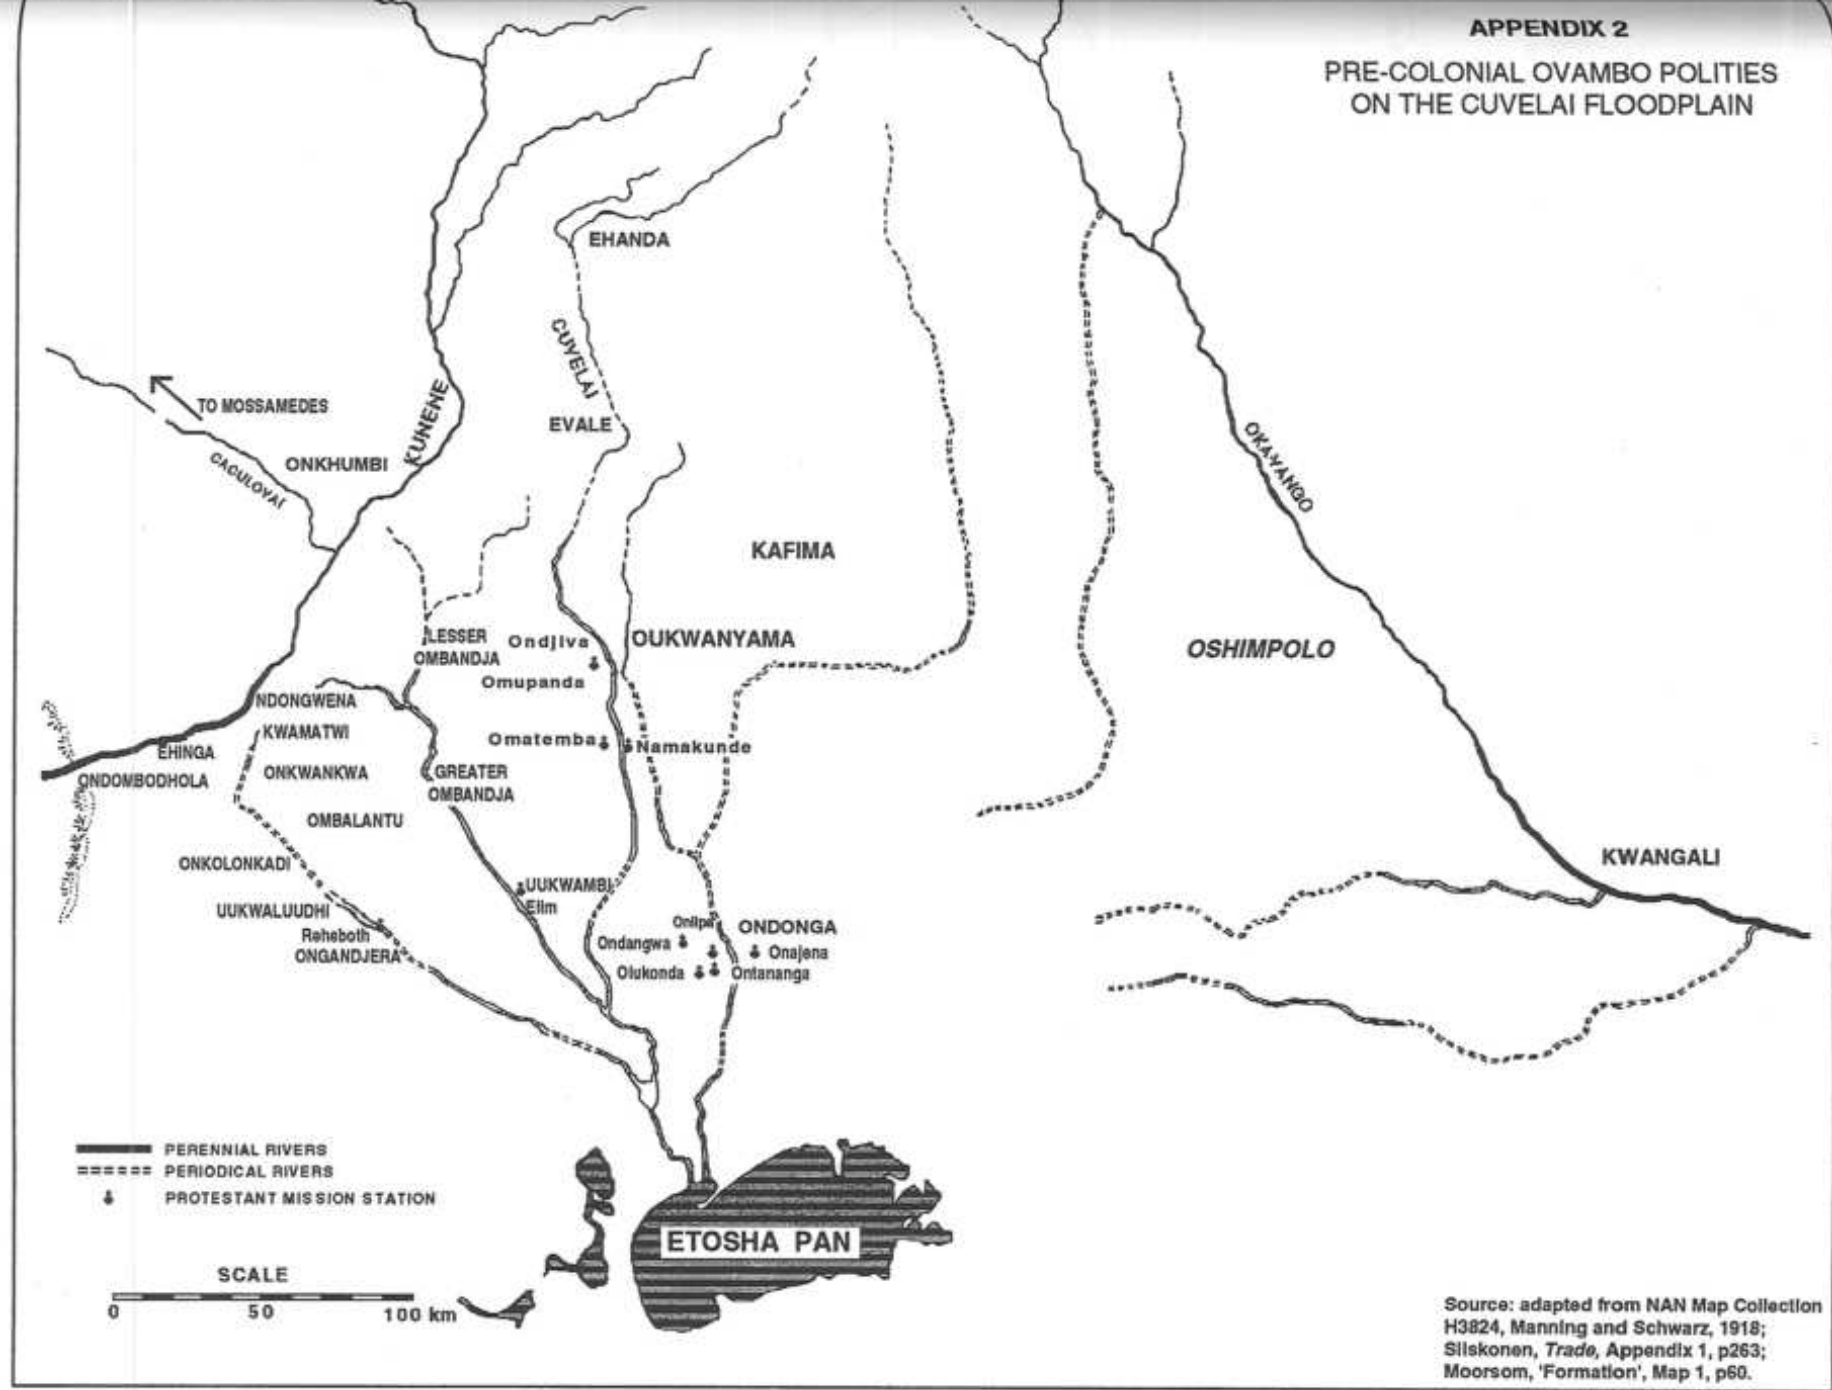 APPENDIX 2
PRE-COLONIAL OVAMBO POLITIES
ON THE CUVELAI FLOODPLAIN
EHANDA
CUVELAI
TO MOSSAMEDES
KUNENE
EVALE
ONKHUMBI
CACULOVAI
OKAVANGO
KAFIMA
LESSER
OMBANDJA
Ondjiva
OUKWANYAMA
OSHIMPOLO
Omupanda
NDONGWENA
KWAMATWI
Omatemba
Namakunde
EHINGA
ONDOMBODHOLA
ONKWANKWA
GREATER
OMBANDJA
OMBALANTU
ONKOLONKADI
KWANGALI
UUKWAMBI
Elim
UUKWALUUDHI
Reheboth
ONGANDJERA
Oniipa
ONDONGA
Ondangwa
Onajena
Olukonda
Ontananga
PERENNIAL RIVERS
PERIODICAL RIVERS
PROTESTANT MISSION STATION
ETOSHA PAN
SCALE
0 50 100 km
Source: adapted from NAN Map Collection
H3824, Manning and Schwarz, 1918;
Siiskonen, Trade, Appendix 1, p263;
Moorsom, 'Formation', Map 1, p60.